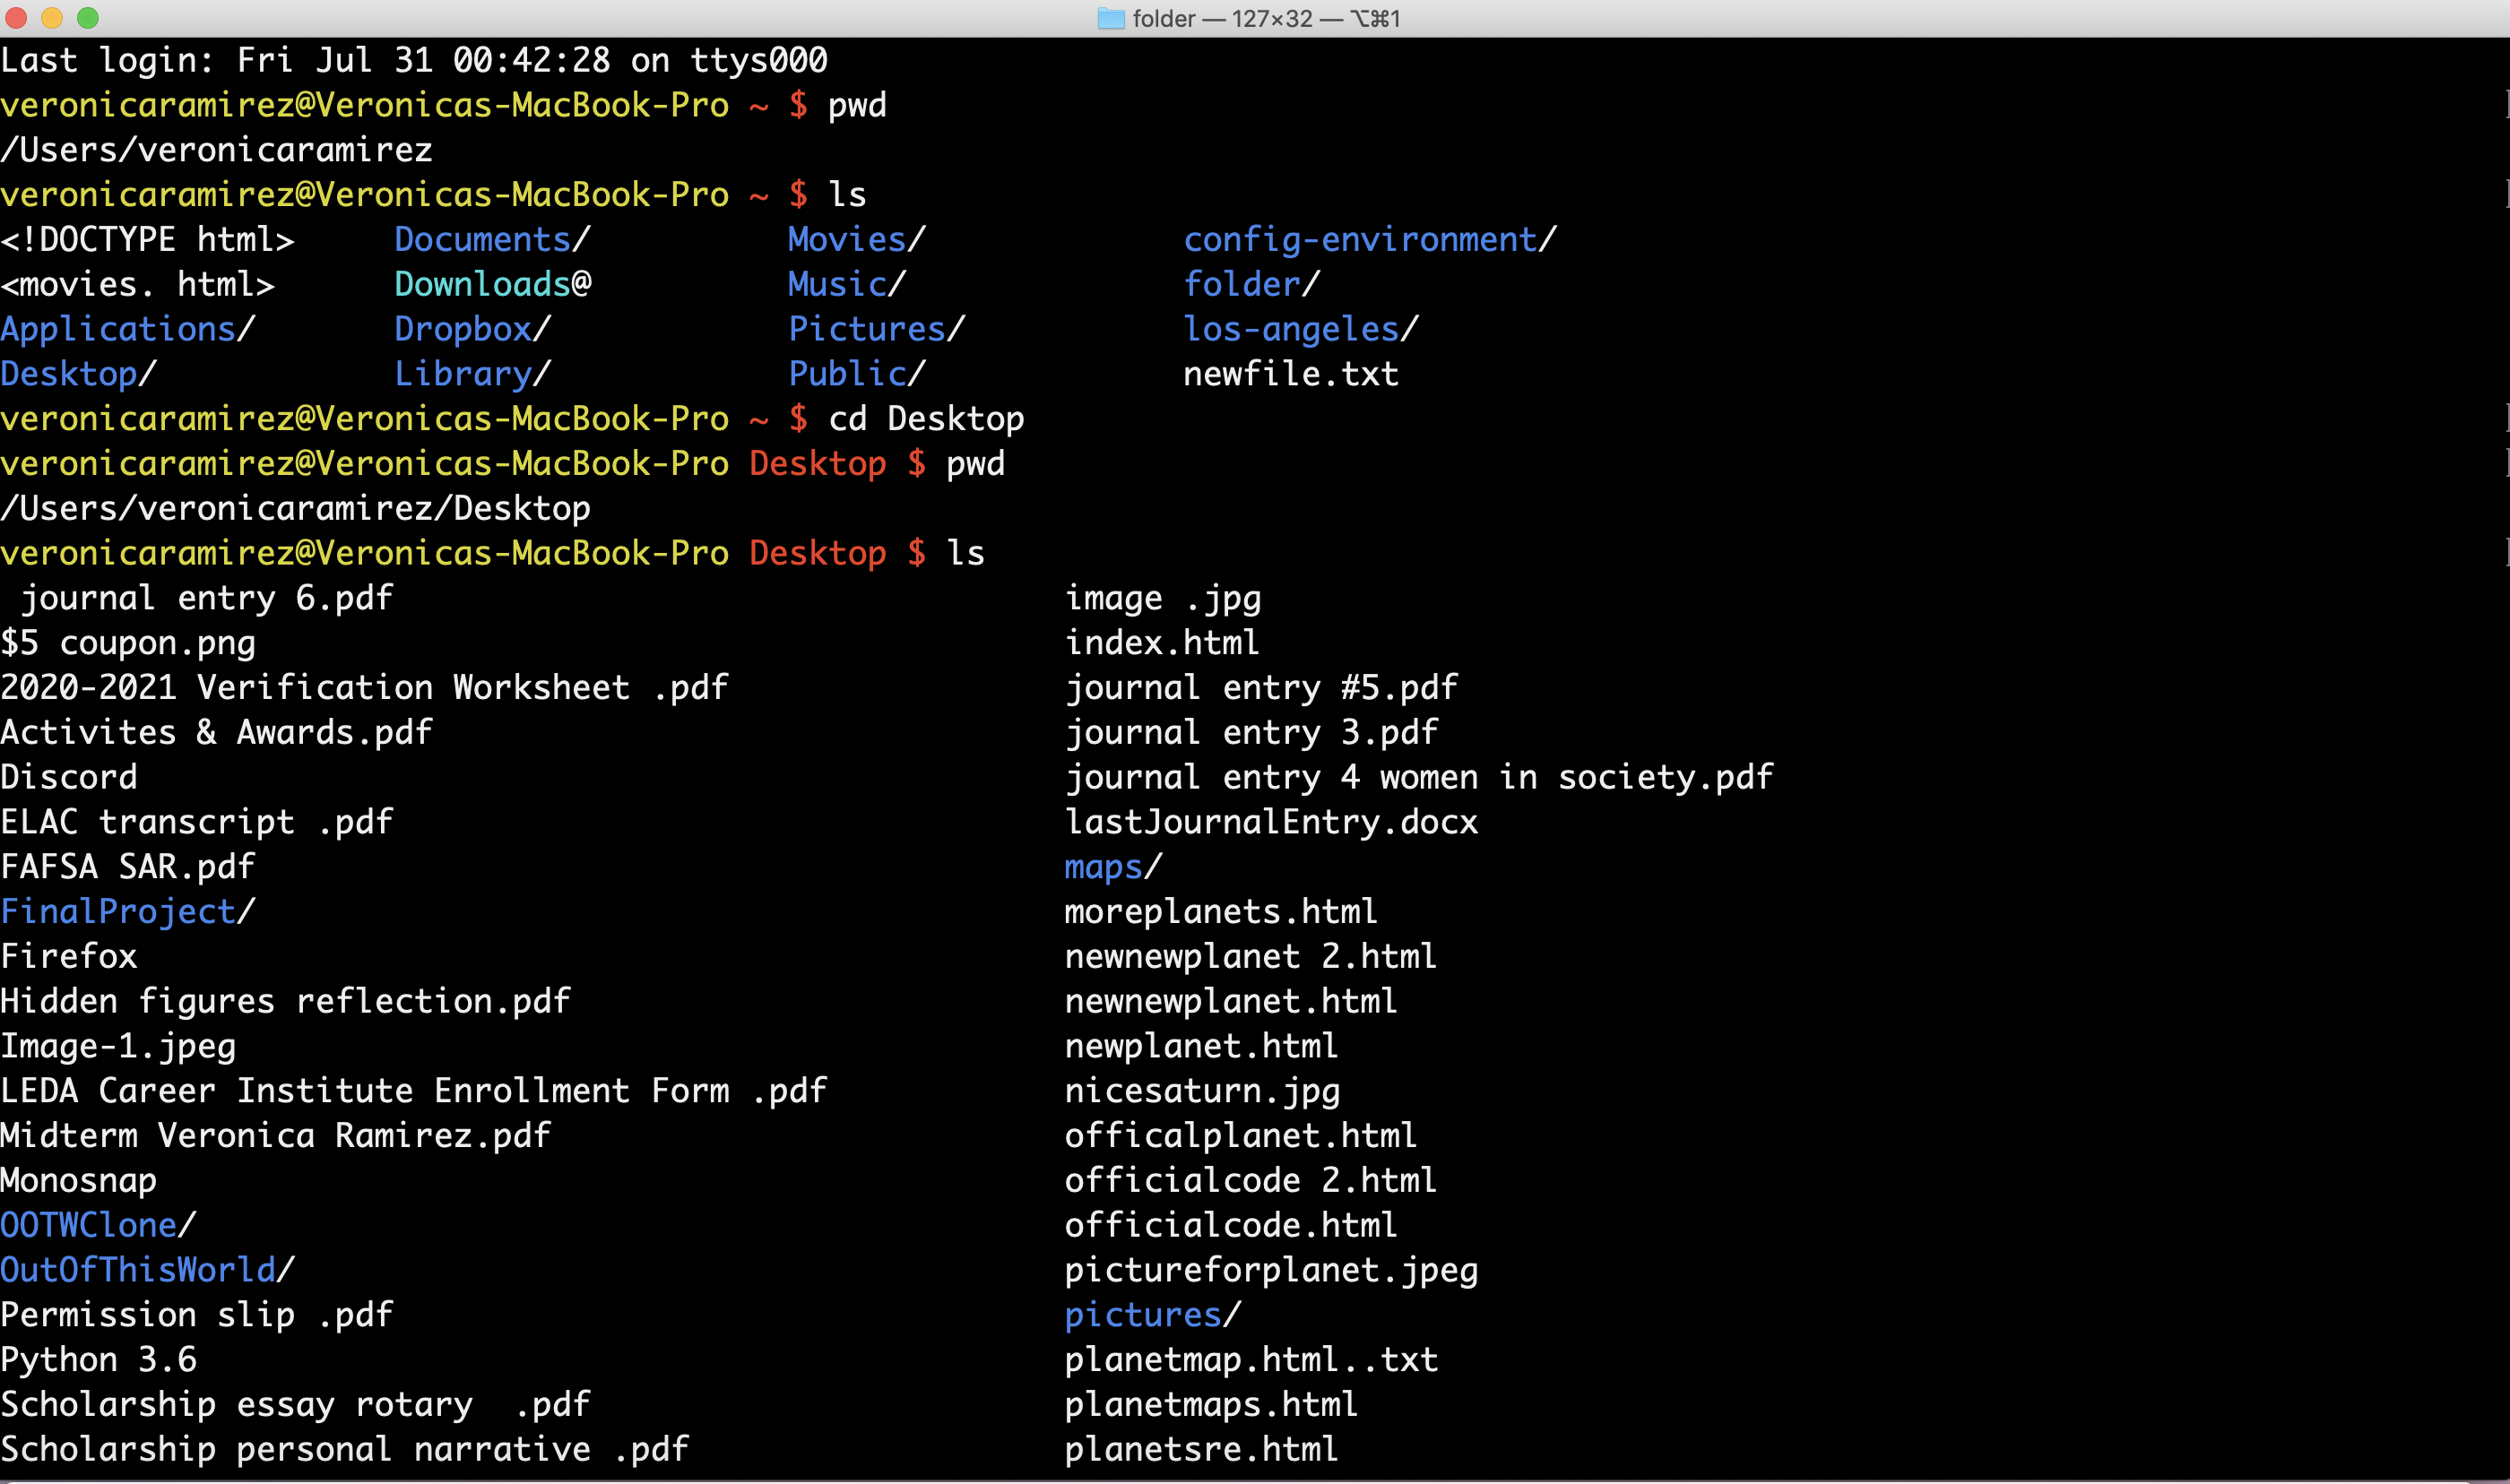 folder — 127×32 — ⌥⌘1
Last login: Fri Jul 31 00:42:28 on ttys000
veronicaramirez@Veronicas-MacBook-Pro ~ $ pwd
/Users/veronicaramirez
veronicaramirez@Veronicas-MacBook-Pro ~ $ ls
<!DOCTYPE html>     Documents/          Movies/             config-environment/
<movies. html>      Downloads@          Music/              folder/
Applications/       Dropbox/            Pictures/           los-angeles/
Desktop/            Library/            Public/             newfile.txt
veronicaramirez@Veronicas-MacBook-Pro ~ $ cd Desktop
veronicaramirez@Veronicas-MacBook-Pro Desktop $ pwd
/Users/veronicaramirez/Desktop
veronicaramirez@Veronicas-MacBook-Pro Desktop $ ls
 journal entry 6.pdf                                  image .jpg
$5 coupon.png                                         index.html
2020-2021 Verification Worksheet .pdf                 journal entry #5.pdf
Activites & Awards.pdf                                journal entry 3.pdf
Discord                                               journal entry 4 women in society.pdf
ELAC transcript .pdf                                  lastJournalEntry.docx
FAFSA SAR.pdf                                         maps/
FinalProject/                                         moreplanets.html
Firefox                                               newnewplanet 2.html
Hidden figures reflection.pdf                         newnewplanet.html
Image-1.jpeg                                          newplanet.html
LEDA Career Institute Enrollment Form .pdf            nicesaturn.jpg
Midterm Veronica Ramirez.pdf                          officalplanet.html
Monosnap                                              officialcode 2.html
OOTWClone/                                            officialcode.html
OutOfThisWorld/                                       pictureforplanet.jpeg
Permission slip .pdf                                  pictures/
Python 3.6                                            planetmap.html..txt
Scholarship essay rotary  .pdf                        planetmaps.html
Scholarship personal narrative .pdf                   planetsre.html